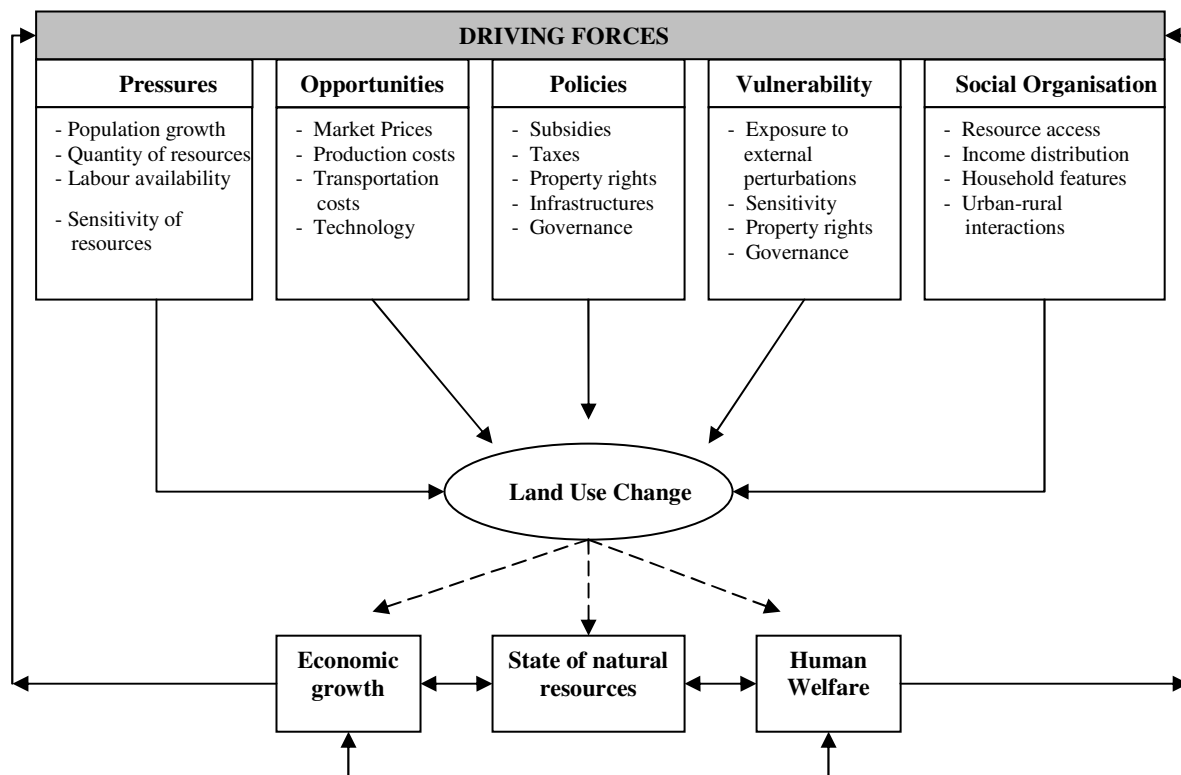 DRIVING FORCES
Pressures
- Population growth
- Quantity of resources
- Labour availability
- Sensitivity of
resources
Opportunities
- Market Prices
- Production costs
- Transportation
costs
- Technology
Policies
- Subsidies
- Taxes
- Property rights
- Infrastructures
- Governance
Vulnerability
- Exposure to
external
perturbations
- Sensitivity
- Property rights
- Governance
Social Organisation
- Resource access
- Income distribution
- Household features
- Urban-rural
interactions
Land Use Change
Economic
growth
State of natural
resources
Human
Welfare